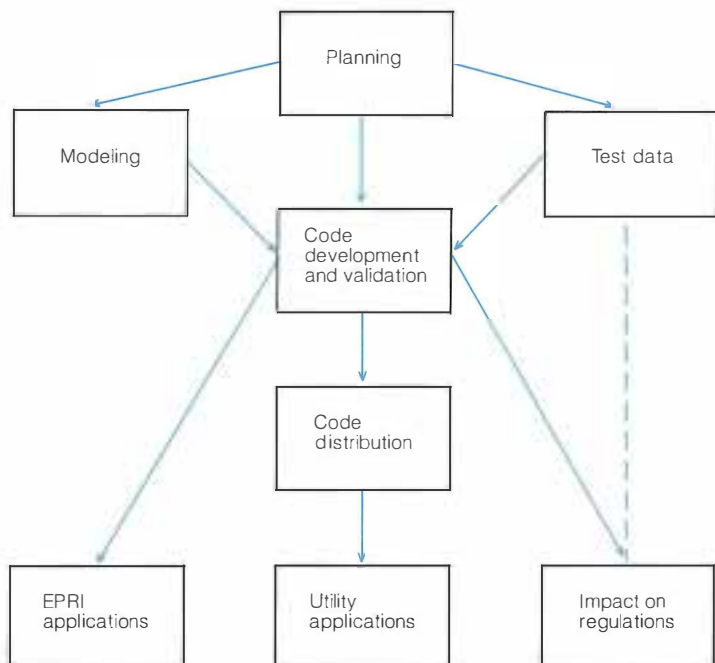 Planning
Modeling
Test data
Code
development
and validation
Code
distribution
EPRI
applications
Utility
applications
Impact on
regulations